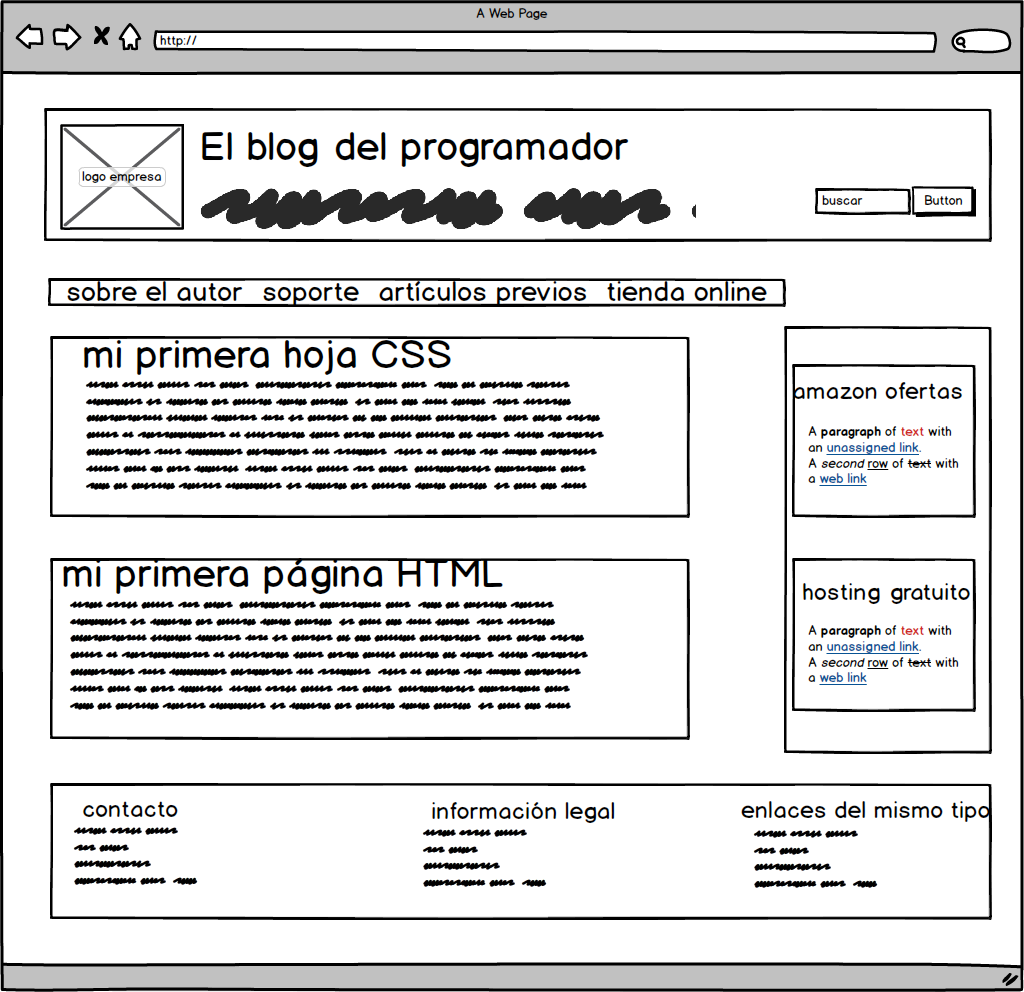 A Web Page
http://
El blog del programador
logo empresa
buscar
Button
sobre el autor soporte artículos previos tienda online
mi primera hoja CSS
amazon ofertas
A paragraph of text with
an unassigned link.
A second row of text with
a web link
mi primera página HTML
hosting gratuito
A paragraph of text with
an unassigned link.
A second row of text with
a web link
contacto
información legal
enlaces del mismo tipo